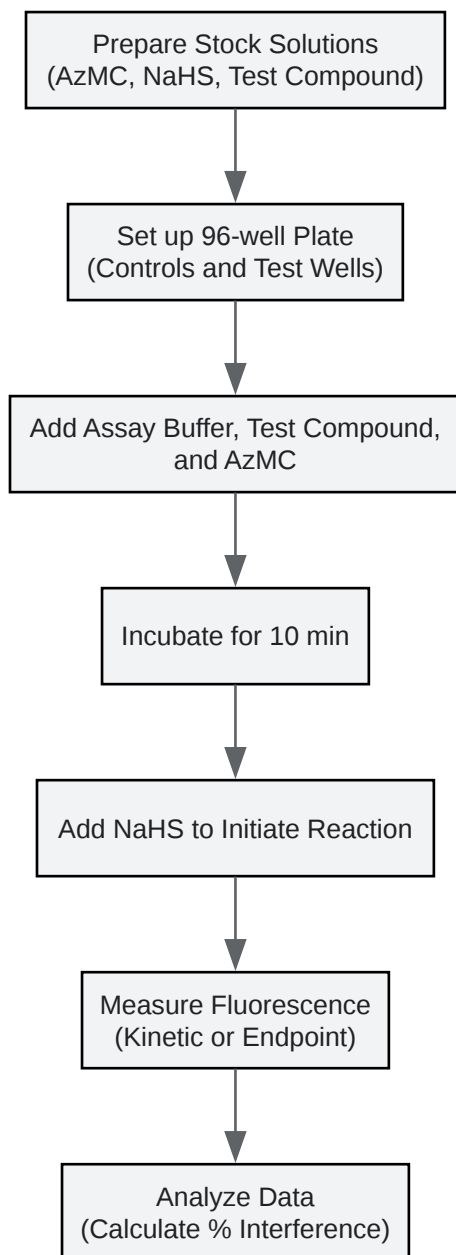 Prepare Stock Solutions
(AzMC, NaHS, Test Compound)
Set up 96-well Plate
(Controls and Test Wells)
Add Assay Buffer, Test Compound,
and AzMC
Incubate for 10 min
Add NaHS to Initiate Reaction
Measure Fluorescence
(Kinetic or Endpoint)
Analyze Data
(Calculate % Interference)